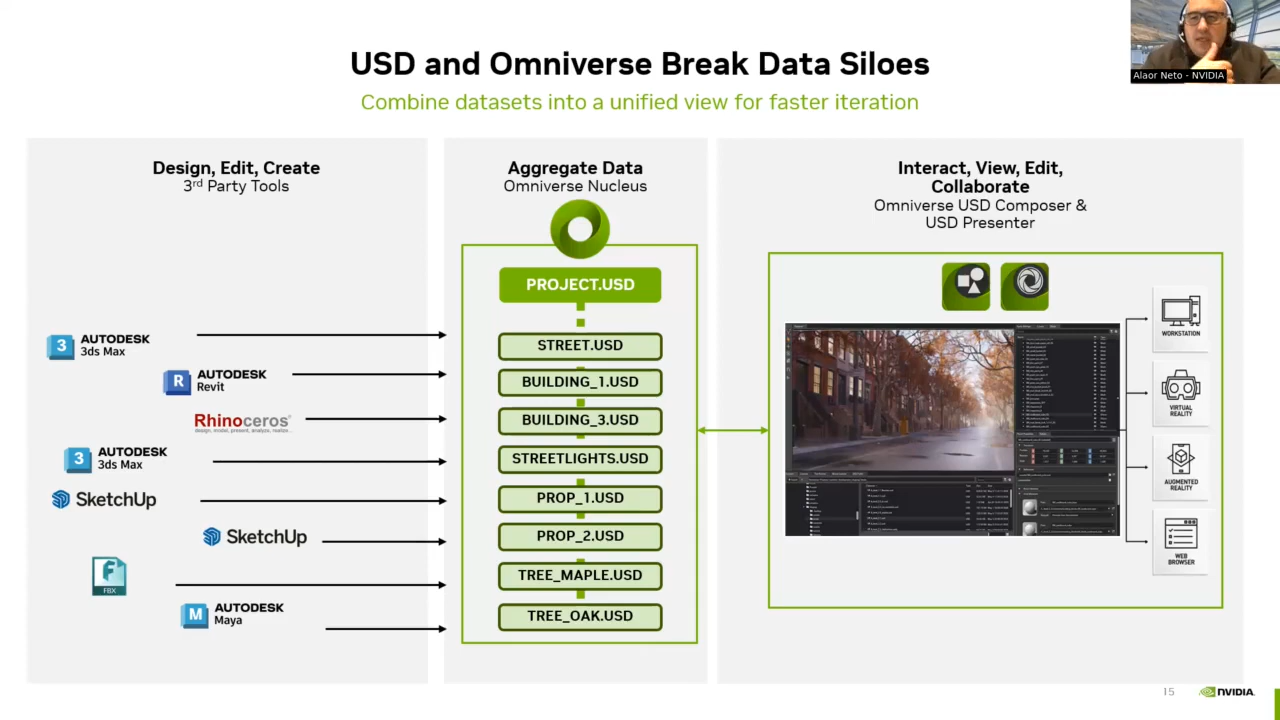 Alaor Neto - NVIDIA
USD and Omniverse Break Data Siloes
Combine datasets into a unified view for faster iteration
Design, Edit, Create
3rd Party Tools
AUTODESK
3ds Max
AUTODESK
Revit
Rhinoceros
design, model, present, analyze, realize...
AUTODESK
3ds Max
SketchUp
SketchUp
FBX
AUTODESK
Maya
Aggregate Data
Omniverse Nucleus
PROJECT.USD
STREET.USD
BUILDING_1.USD
BUILDING_3.USD
STREETLIGHTS.USD
PROP_1.USD
PROP_2.USD
TREE_MAPLE.USD
TREE_OAK.USD
Interact, View, Edit,
Collaborate
Omniverse USD Composer &
USD Presenter
WORKSTATION
VIRTUAL
REALITY
AUGMENTED
REALITY
WEB
BROWSER
15
NVIDIA